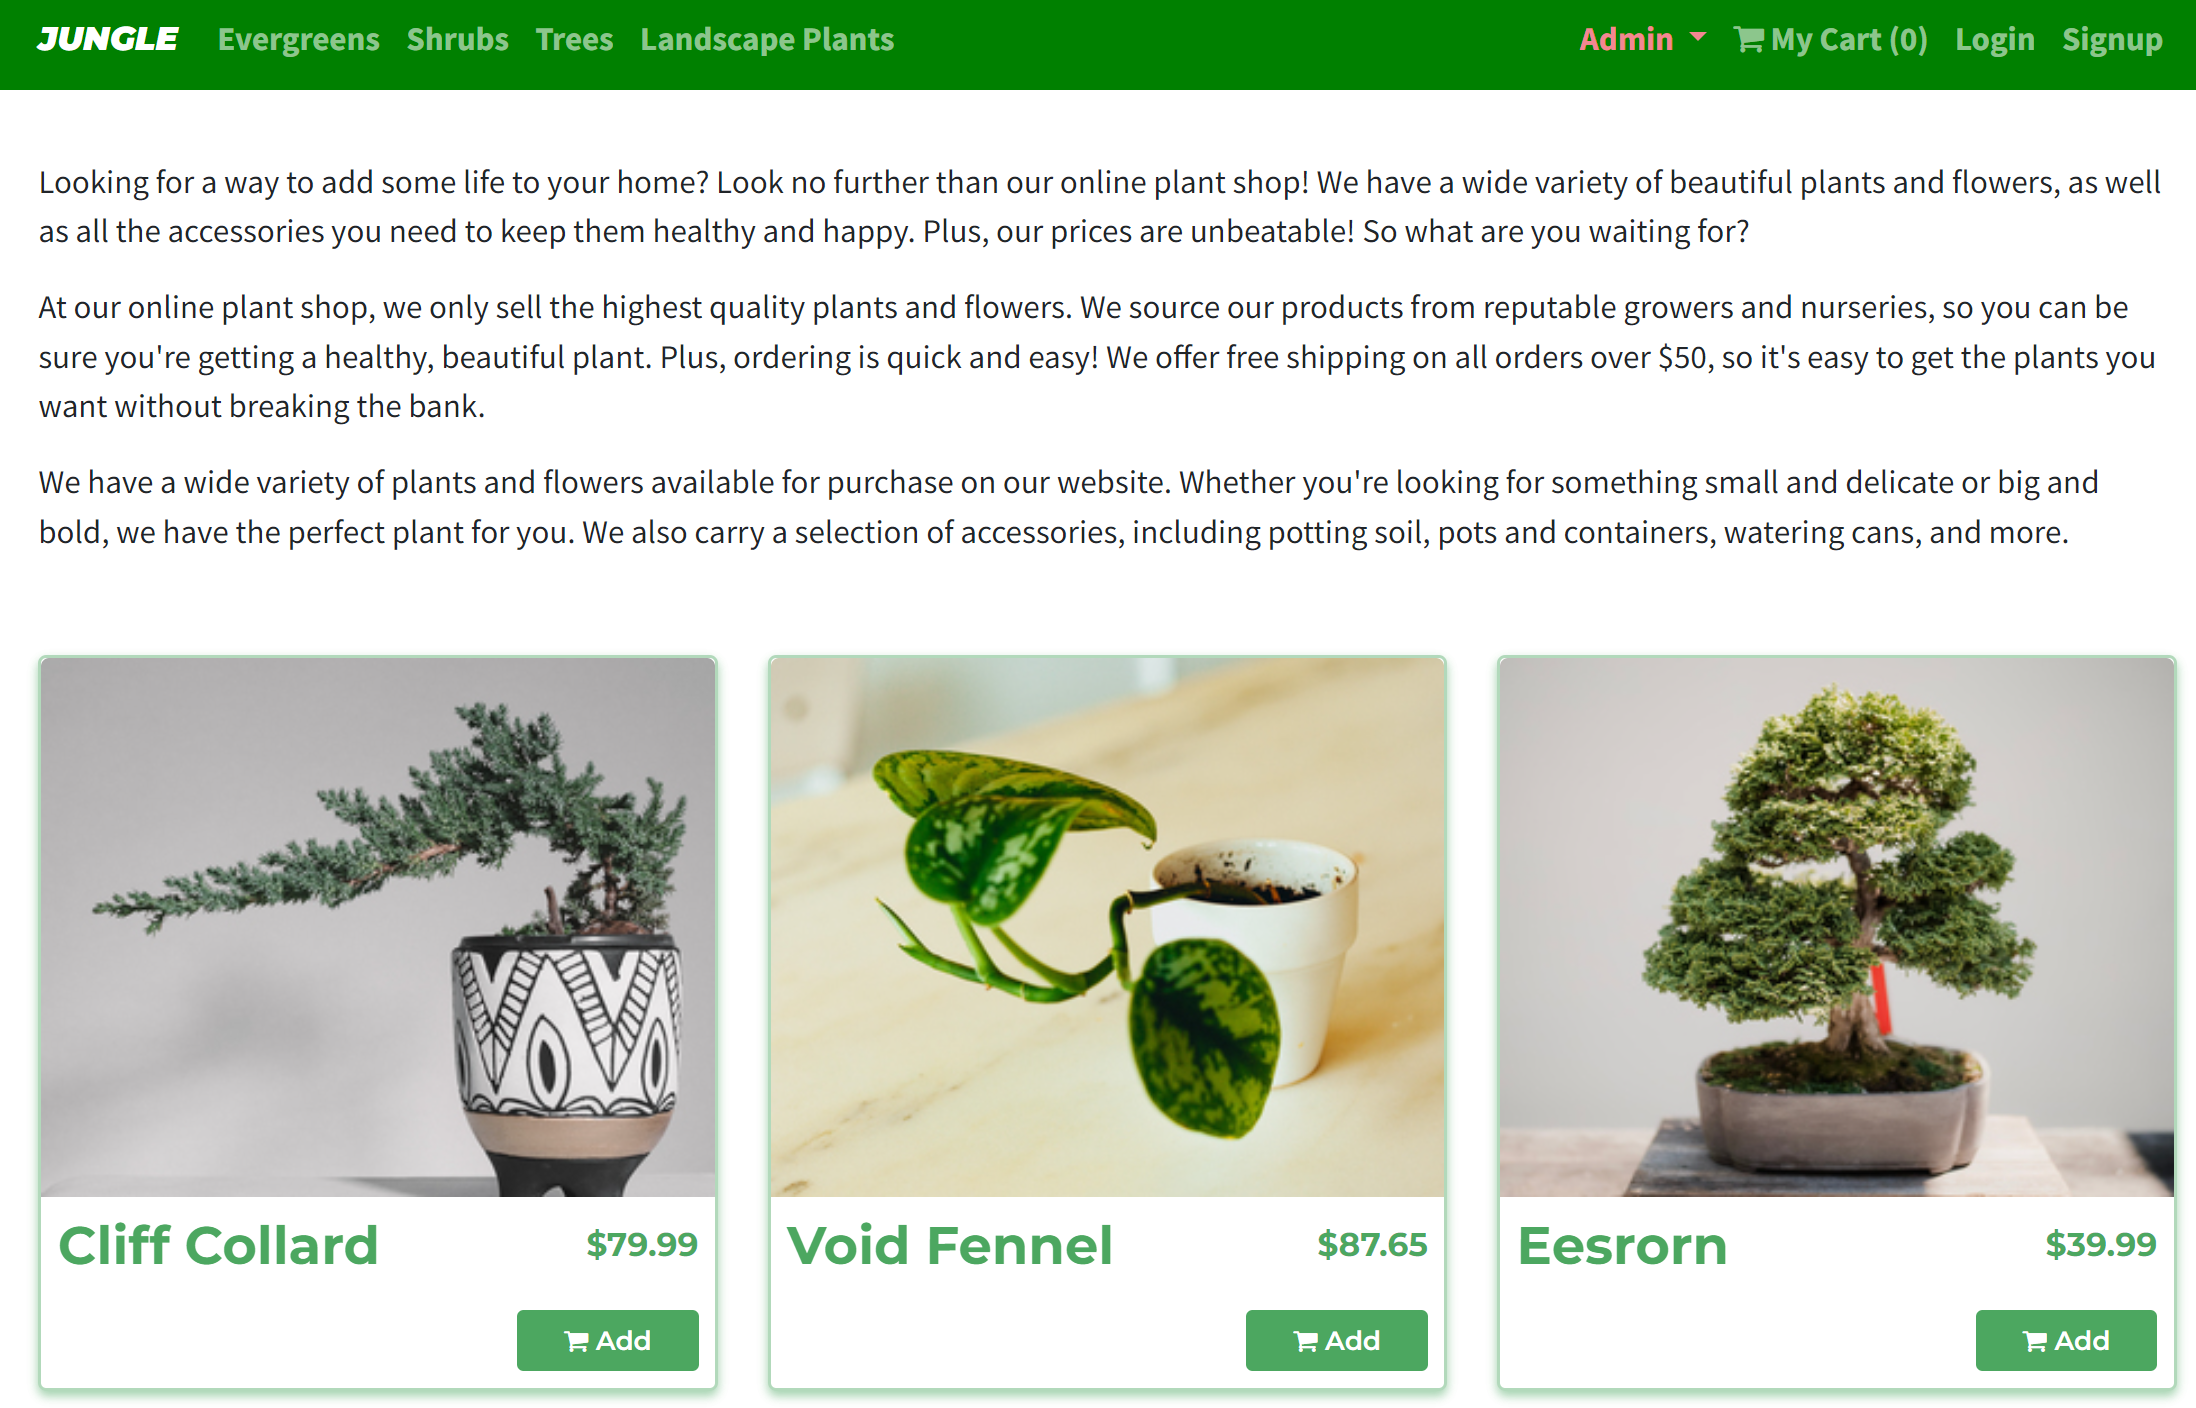 JUNGLE Evergreens Shrubs Trees Landscape Plants Admin My Cart (0) Login Signup
Looking for a way to add some life to your home? Look no further than our online plant shop! We have a wide variety of beautiful plants and flowers, as well
as all the accessories you need to keep them healthy and happy. Plus, our prices are unbeatable! So what are you waiting for?
At our online plant shop, we only sell the highest quality plants and flowers. We source our products from reputable growers and nurseries, so you can be
sure you're getting a healthy, beautiful plant. Plus, ordering is quick and easy! We offer free shipping on all orders over $50, so it's easy to get the plants you
want without breaking the bank.
We have a wide variety of plants and flowers available for purchase on our website. Whether you're looking for something small and delicate or big and
bold, we have the perfect plant for you. We also carry a selection of accessories, including potting soil, pots and containers, watering cans, and more.
Cliff Collard $79.99
Add
Void Fennel $87.65
Add
Eesrorn $39.99
Add